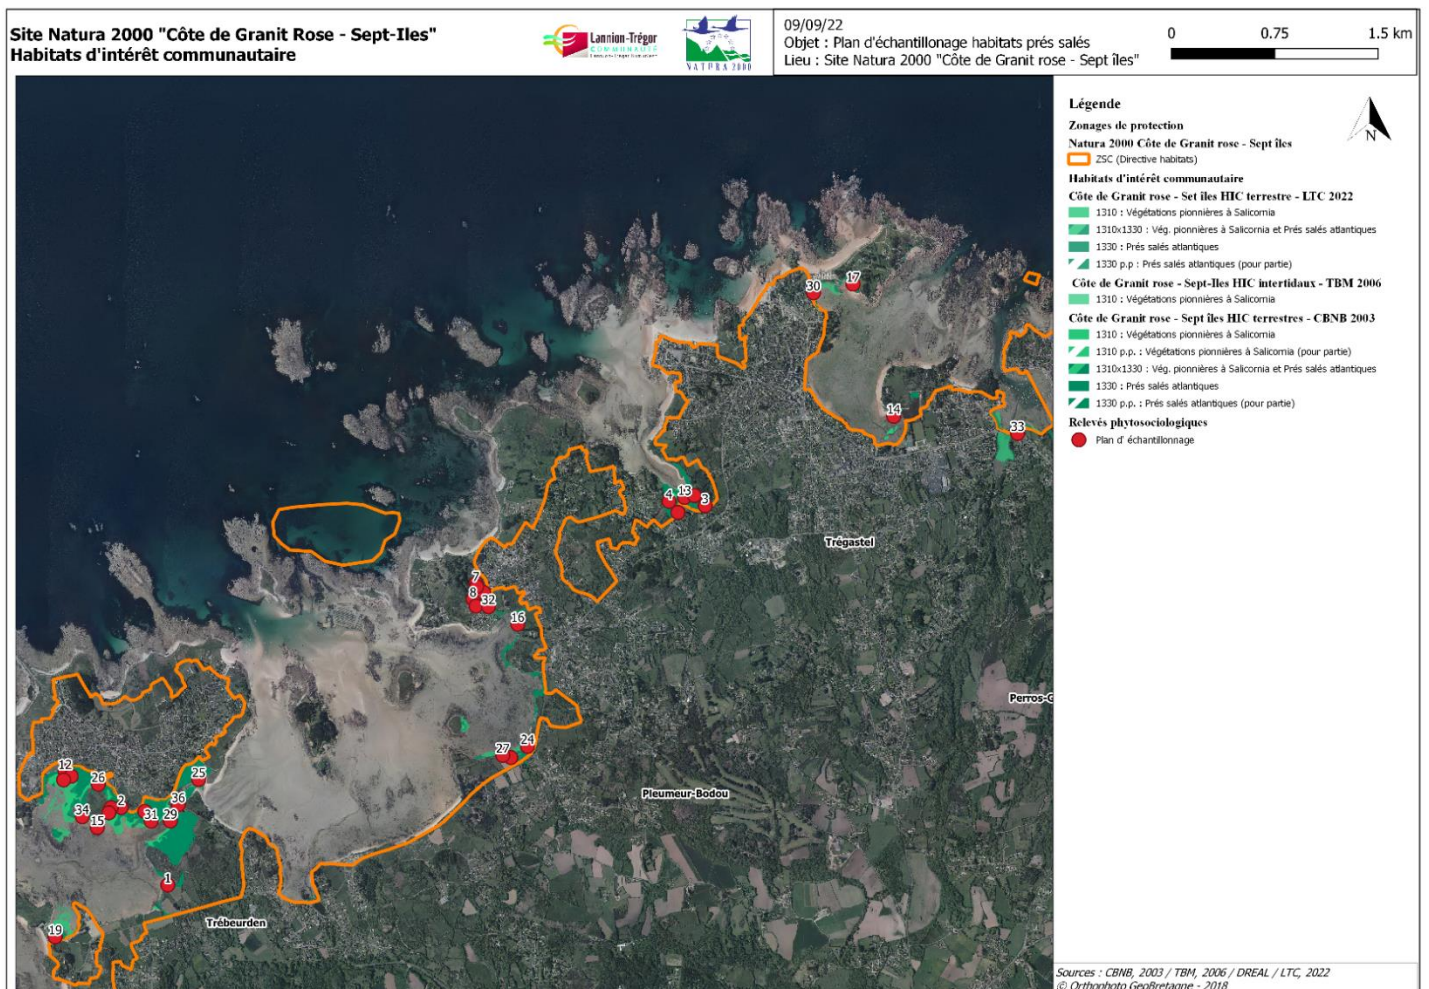 Site Natura 2000 "Côte de Granit Rose - Sept-Iles"
Habitats d'intérêt communautaire
Lannion-Trégor
COMMUNAUTÉ
NATURA 2000
09/09/22
Objet : Plan d'échantillonage habitats prés salés
Lieu : Site Natura 2000 "Côte de Granit rose - Sept îles"
0 0.75 1.5 km
Légende
Zonages de protection
Natura 2000 Côte de Granit rose - Sept îles
ZSC (Directive habitats)
N
Habitats d'intérêt communautaire
Côte de Granit rose - Set îles HIC terrestre - LTC 2022
1310 : Végétations pionnières à Salicornia
1310x1330 : Vég. pionnières à Salicornia et Prés salés atlantiques
1330 : Prés salés atlantiques
1330 p.p : Prés salés atlantiques (pour partie)
Côte de Granit rose - Sept-Iles HIC intertidaux - TBM 2006
1310 : Végétations pionnières à Salicornia
Côte de Granit rose - Sept îles HIC terrestres - CBNB 2003
1310 : Végétations pionnières à Salicornia
1310 p.p. : Végétations pionnières à Salicornia (pour partie)
1310x1330 : Vég. pionnières à Salicornia et Prés salés atlantiques
1330 : Prés salés atlantiques
1330 p.p. : Prés salés atlantiques (pour partie)
Relevés phytosociologiques
Plan d' échantillonnage
17
30
14
33
13
4
3
Trégastel
7
8
32
16
Perros-G
24
27
12
26
25
2
36
34
15
31
29
Pleumeur-Bodou
1
Trébeurden
19
Sources : CBNB, 2003 / TBM, 2006 / DREAL / LTC, 2022
© Orthophoto GeoBretagne - 2018